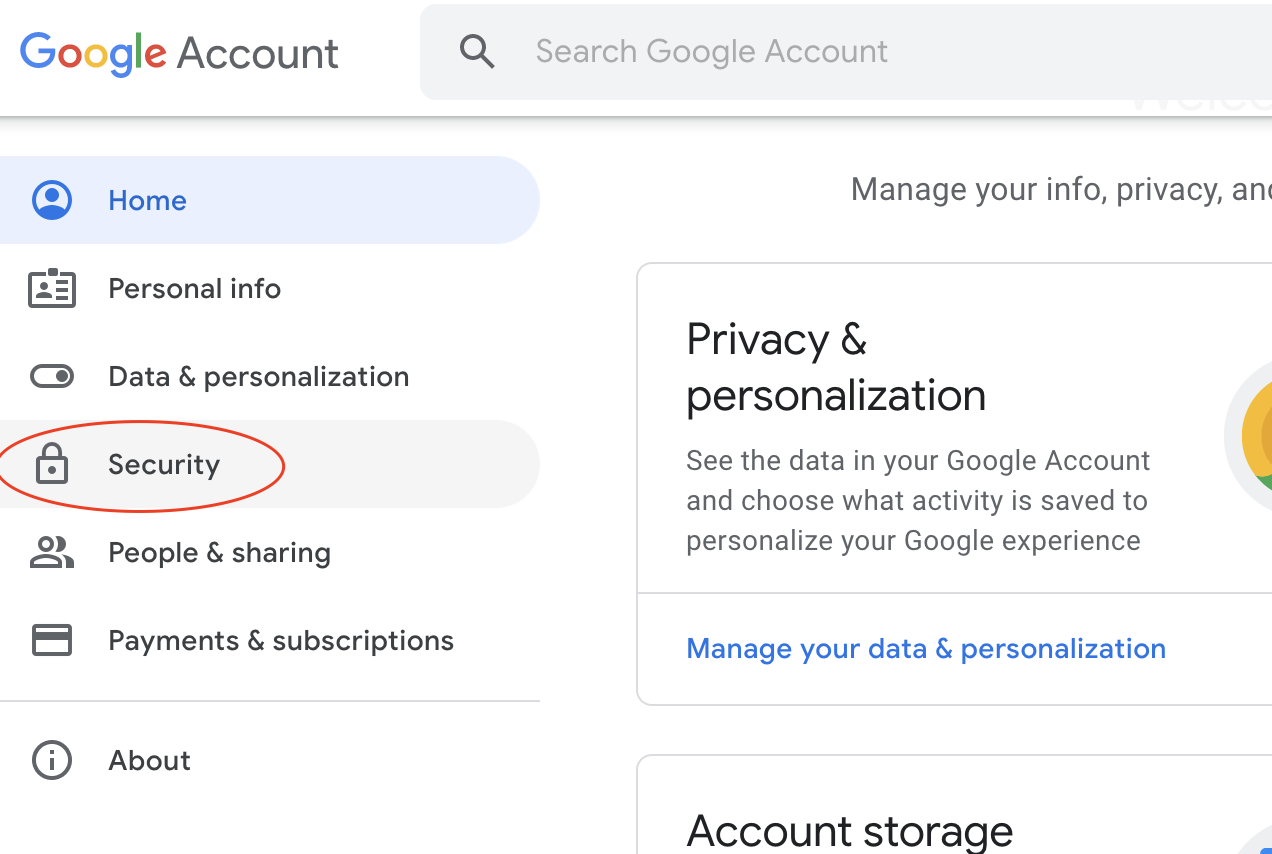 Google Account
Search Google Account
Home
Personal info
Data & personalization
Security
People & sharing
Payments & subscriptions
About
Manage your info, privacy,
Privacy &
personalization
See the data in your Google Account
and choose what activity is saved to
personalize your Google experience
Manage your data & personalization
Account storage